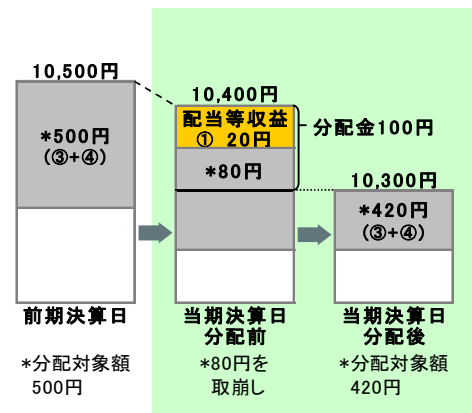 10,500円
*500円
(③+④)
前期決算日
*分配対象額
500円
10,400円
配当等収益
① 20円
*80円
分配金100円
当期決算日
分配前
*80円を
取崩し
10,300円
*420円
(③+④)
当期決算日
分配後
*分配対象額
420円